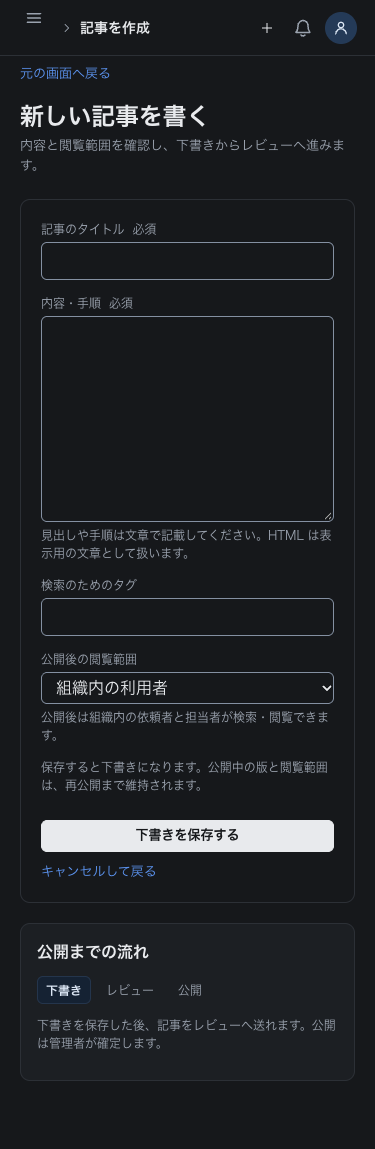 記事を作成
元の画面へ戻る
新しい記事を書く
内容と閲覧範囲を確認し、下書きからレビューへ進みま
す。
記事のタイトル 必須
内容・手順 必須
見出しや手順は文章で記載してください。HTML は表
示用の文章として扱います。
検索のためのタグ
公開後の閲覧範囲
組織内の利用者
公開後は組織内の依頼者と担当者が検索・閲覧できま
す。
保存すると下書きになります。公開中の版と閲覧範囲
は、再公開まで維持されます。
下書きを保存する
キャンセルして戻る
公開までの流れ
下書き レビュー 公開
下書きを保存した後、記事をレビューへ送れます。公開
は管理者が確定します。